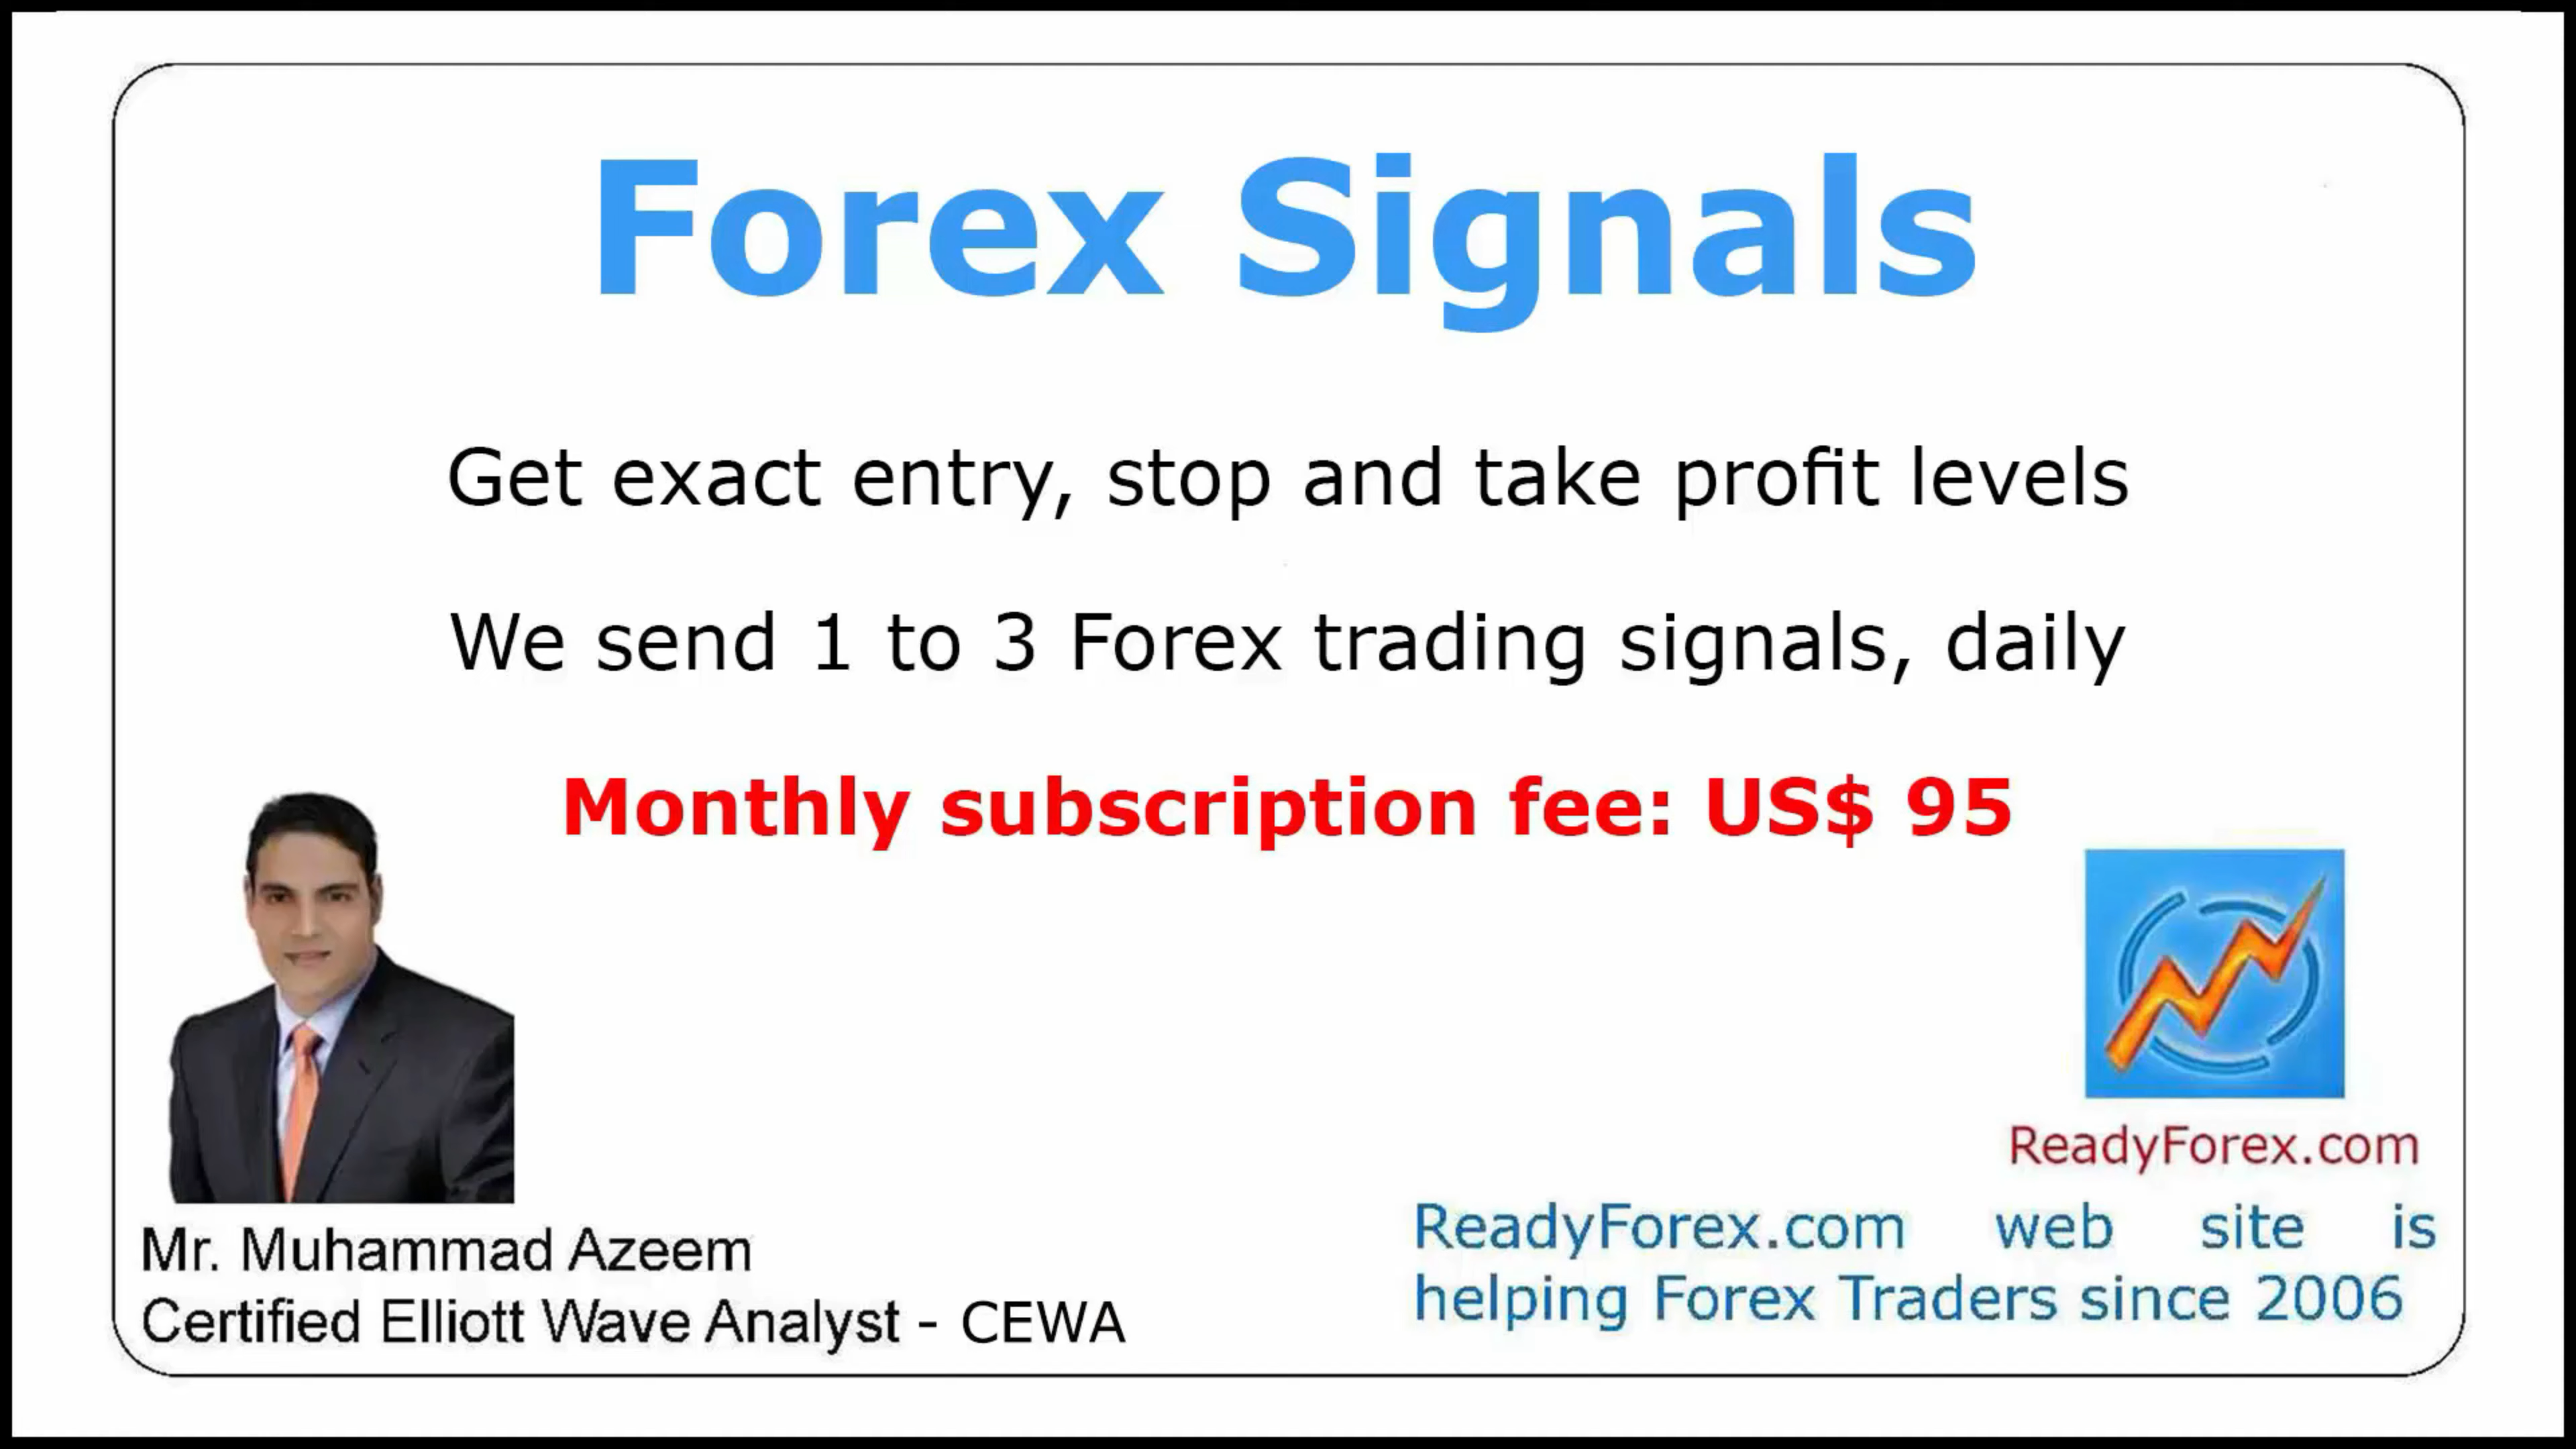 Forex Signals
Get exact entry, stop and take profit levels
We send 1 to 3 Forex trading signals, daily
Monthly subscription fee: US$ 95
ReadyForex.com
Mr. Muhammad Azeem
Certified Elliott Wave Analyst - CEWA
ReadyForex.com web site is
helping Forex Traders since 2006